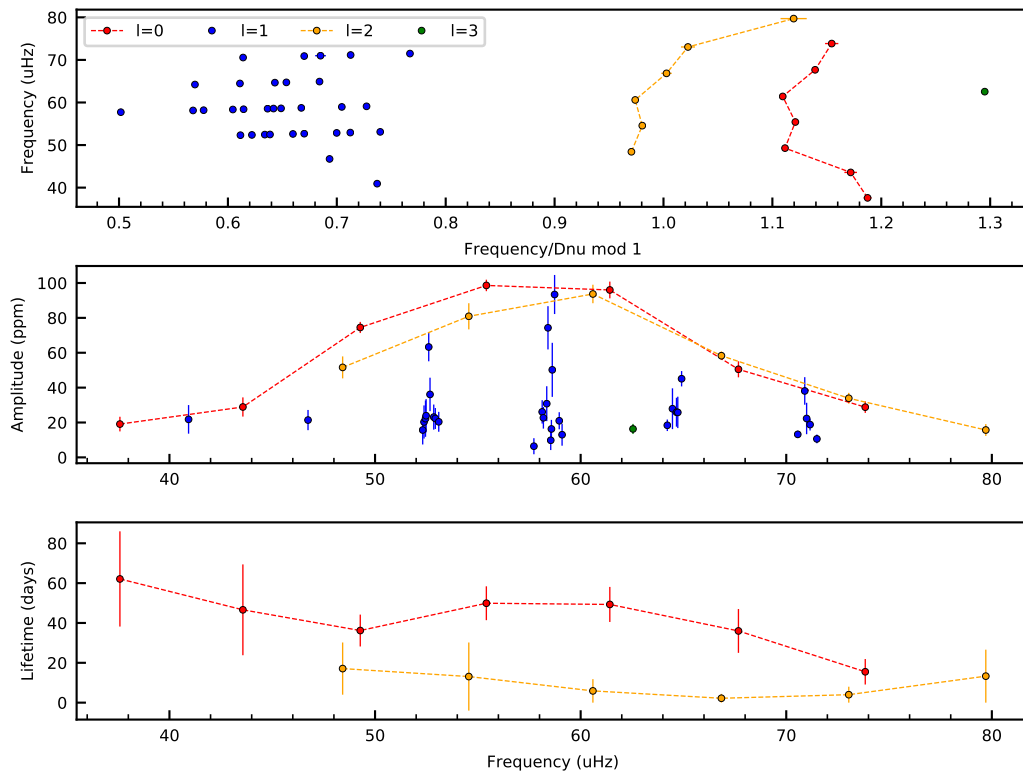 l=0 l=1 l=2 l=3
Frequency (uHz)
80
70
60
50
40
0.5 0.6 0.7 0.8 0.9 1.0 1.1 1.2 1.3
Frequency/Dnu mod 1
Amplitude (ppm)
100
80
60
40
20
0
40 50 60 70 80
Lifetime (days)
80
60
40
20
0
40 50 60 70 80
Frequency (uHz)